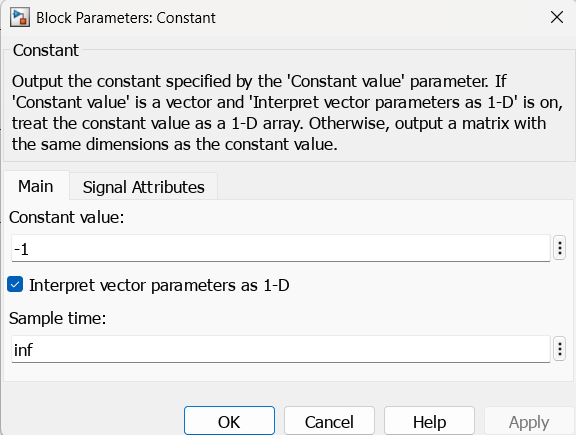 Block Parameters: Constant
Constant
Output the constant specified by the 'Constant value' parameter. If
'Constant value' is a vector and 'Interpret vector parameters as 1-D' is on,
treat the constant value as a 1-D array. Otherwise, output a matrix with
the same dimensions as the constant value.
Main Signal Attributes
Constant value:
-1
Interpret vector parameters as 1-D
Sample time:
inf
OK Cancel Help Apply